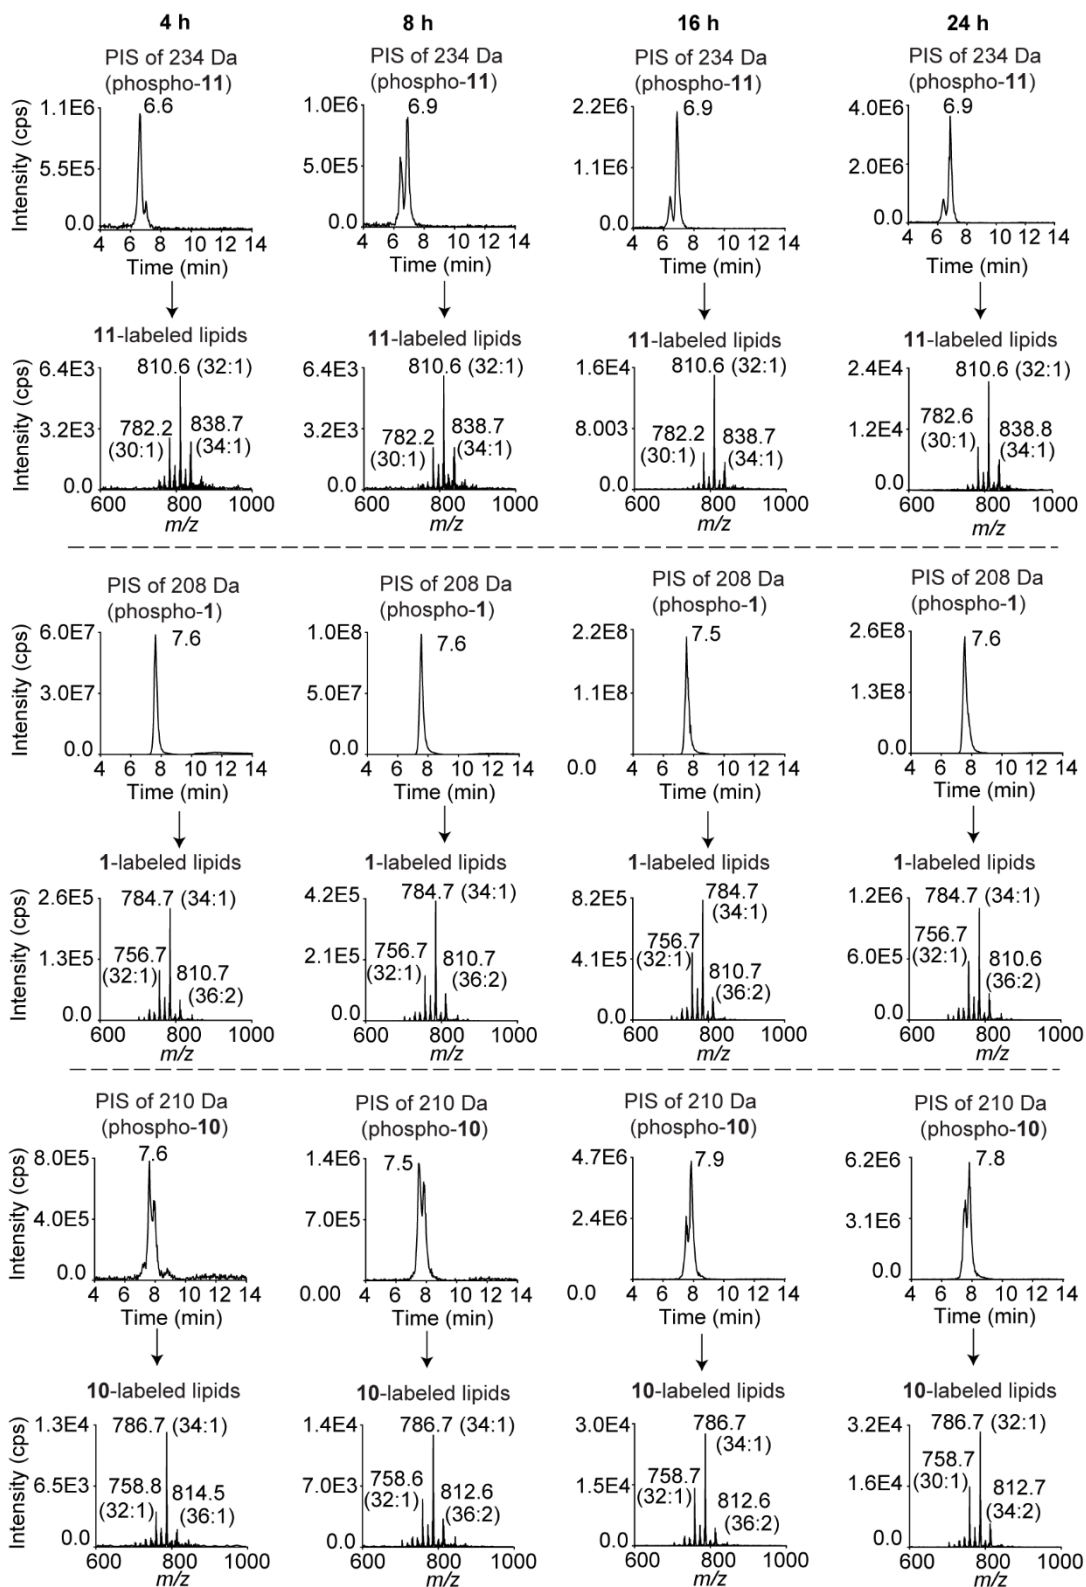 4 h 8 h 16 h 24 h
PIS of 234 Da PIS of 234 Da PIS of 234 Da PIS of 234 Da
(phospho-11) (phospho-11) (phospho-11) (phospho-11)
6.6 6.9 6.9 6.9
Intensity (cps)
1.1E6 5.5E5 0.0
1.0E6 5.0E5 0.0
2.2E6 1.1E6 0.0
4.0E6 2.0E6 0.0
4 6 8 10 12 14 4 6 8 10 12 14 4 6 8 10 12 14 4 6 8 10 12 14
Time (min) Time (min) Time (min) Time (min)
11-labeled lipids 11-labeled lipids 11-labeled lipids 11-labeled lipids
Intensity (cps)
6.4E3 3.2E3 0.0
810.6 (32:1)
782.2 (30:1)
838.7 (34:1)
6.4E3 3.2E3 0.0
810.6 (32:1)
782.2 (30:1)
838.7 (34:1)
1.6E4 8.003 0.0
810.6 (32:1)
782.2 (30:1)
838.7 (34:1)
2.4E4 1.2E4 0.0
810.6 (32:1)
782.6 (30:1)
838.8 (34:1)
600 800 1000 600 800 1000 600 800 1000 600 800 1000
m/z m/z m/z m/z
PIS of 208 Da PIS of 208 Da PIS of 208 Da PIS of 208 Da
(phospho-1) (phospho-1) (phospho-1) (phospho-1)
7.6 7.6 7.5 7.6
Intensity (cps)
6.0E7 3.0E7 0.0
1.0E8 5.0E7 0.0
2.2E8 1.1E8 0.0
2.6E8 1.3E8 0.0
4 6 8 10 12 14 4 6 8 10 12 14 4 6 8 10 12 14 4 6 8 10 12 14
Time (min) Time (min) Time (min) Time (min)
1-labeled lipids 1-labeled lipids 1-labeled lipids 1-labeled lipids
Intensity (cps)
2.6E5 1.3E5 0.0
784.7 (34:1)
756.7 (32:1)
810.7 (36:2)
4.2E5 2.1E5 0.0
784.7 (34:1)
756.7 (32:1)
810.7 (36:2)
8.2E5 4.1E5 0.0
784.7 (34:1)
756.7 (32:1)
810.7 (36:2)
1.2E6 6.0E5 0.0
784.7 (34:1)
756.7 (32:1)
810.6 (36:2)
600 800 1000 600 800 1000 600 800 1000 600 800 1000
m/z m/z m/z m/z
PIS of 210 Da PIS of 210 Da PIS of 210 Da PIS of 210 Da
(phospho-10) (phospho-10) (phospho-10) (phospho-10)
7.6 7.5 7.9 7.8
Intensity (cps)
8.0E5 4.0E5 0.0
1.4E6 7.0E5 0.00
4.7E6 2.4E6 0.0
6.2E6 3.1E6 0.0
4 6 8 10 12 14 4 6 8 10 12 14 4 6 8 10 12 14 4 6 8 10 12 14
Time (min) Time (min) Time (min) Time (min)
10-labeled lipids 10-labeled lipids 10-labeled lipids 10-labeled lipids
Intensity (cps)
1.3E4 6.5E3 0.0
786.7 (34:1)
758.8 (32:1)
814.5 (36:1)
1.4E4 7.0E3 0.0
786.7 (34:1)
758.6 (32:1)
812.6 (36:2)
3.0E4 1.5E4 0.0
786.7 (34:1)
758.7 (32:1)
812.6 (36:2)
3.2E4 1.6E4 0.0
786.7 (32:1)
758.7 (30:1)
812.7 (34:2)
600 800 1000 600 800 1000 600 800 1000 600 800 1000
m/z m/z m/z m/z